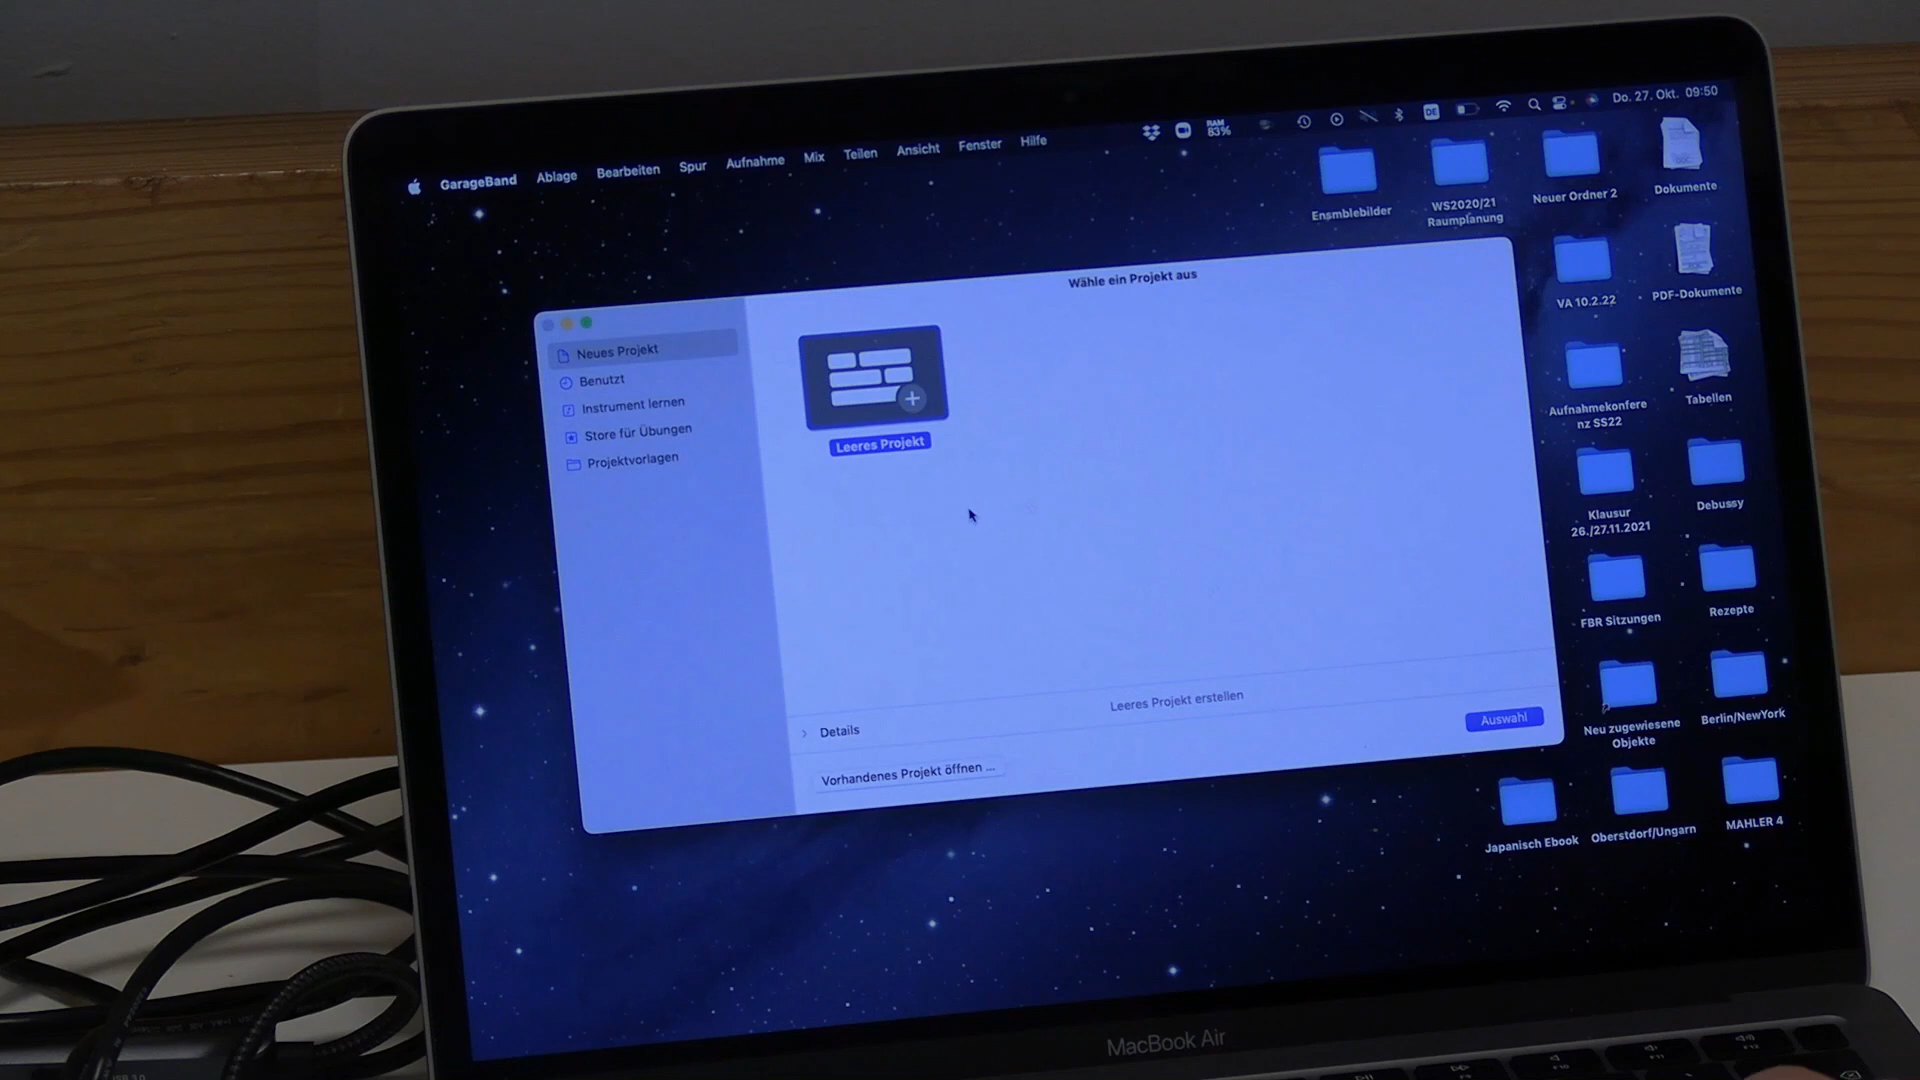 GarageBand Ablage Bearbeiten Spur Aufnahme Mix Teilen Ansicht Fenster Hilfe
RAM
83%
DE
Do. 27. Okt. 09:50
Ensmblebilder
WS2020/21
Raumplanung
Neuer Ordner 2
Dokumente
Wähle ein Projekt aus
VA 10.2.22
PDF-Dokumente
Neues Projekt
Benutzt
Instrument lernen
Store für Übungen
Projektvorlagen
Leeres Projekt
Aufnahmekonfere
nz SS22
Tabellen
Klausur
26./27.11.2021
Debussy
FBR Sitzungen
Rezepte
Leeres Projekt erstellen
Details
Auswahl
Vorhandenes Projekt öffnen ...
Neu zugewiesene
Objekte
Berlin/NewYork
Japanisch Ebook
Oberstdorf/Ungarn
MAHLER 4
MacBook Air